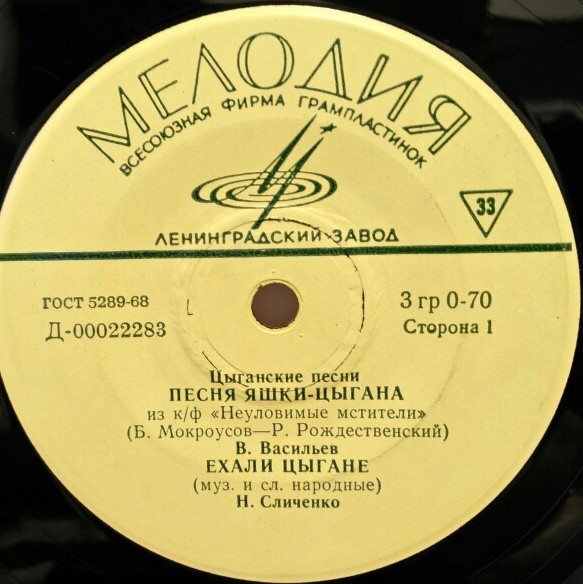 МЕЛОДИЯ
ВСЕСОЮЗНАЯ ФИРМА ГРАМПЛАСТИНОК
33
ЛЕНИНГРАДСКИЙ ЗАВОД
ГОСТ 5289-68
3 гр 0-70
Д-00022283
Сторона 1
Цыганские песни
ПЕСНЯ ЯШКИ-ЦЫГАНА
из к/ф «Неуловимые мстители»
(Б. Мокроусов—Р. Рождественский)
В. Васильев
ЕХАЛИ ЦЫГАНЕ
(муз. и сл. народные)
Н. Сличенко